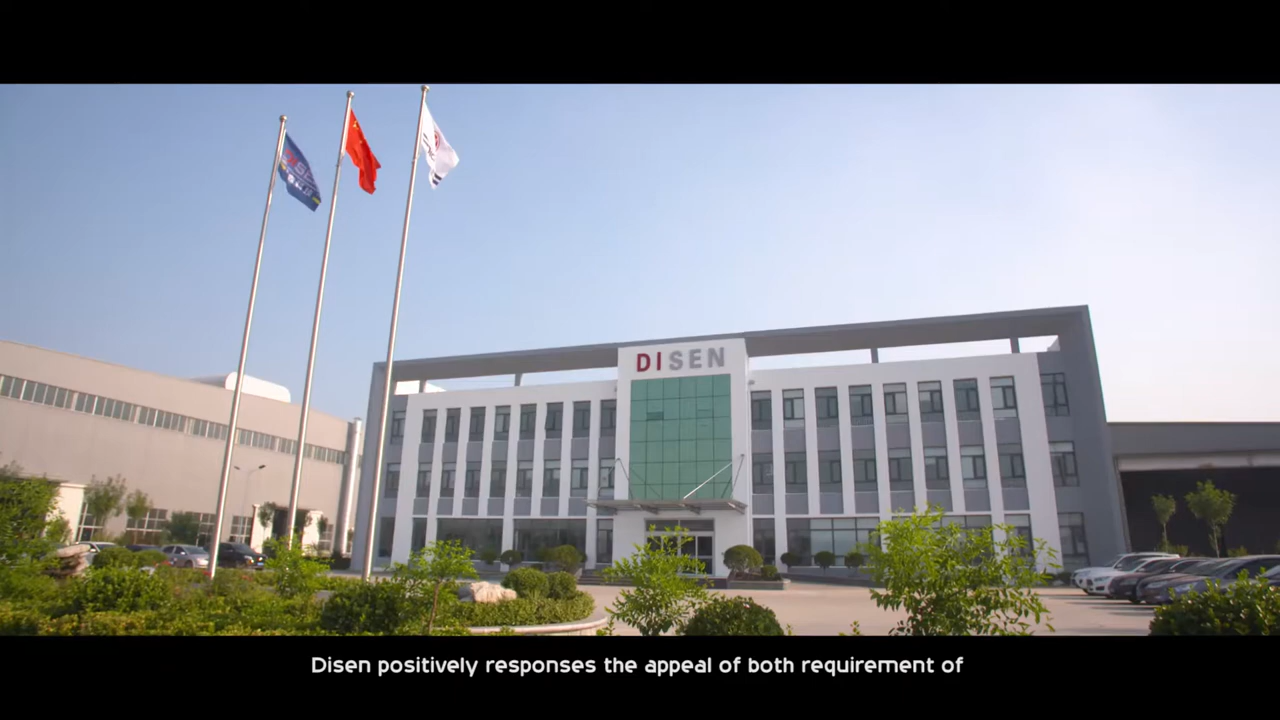 DISEN
Disen positively responses the appeal of both requirement of